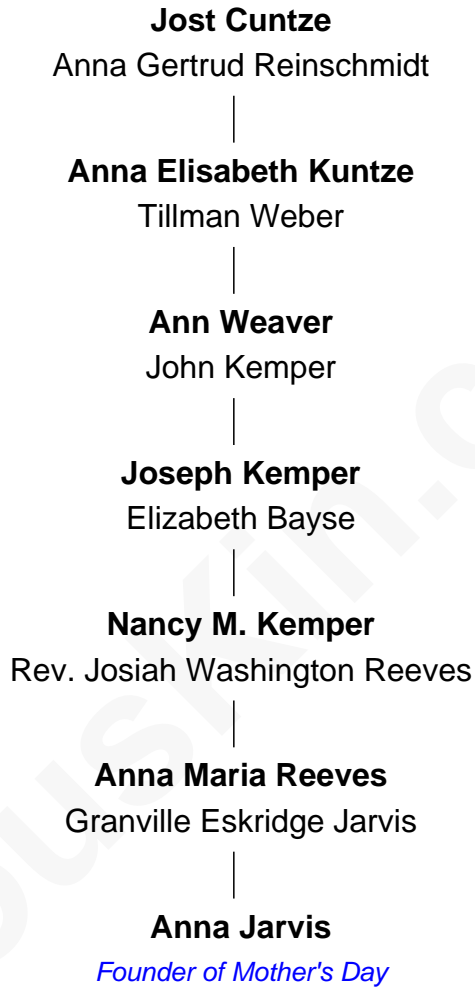 Jost Cuntze
Anna Gertrud Reinschmidt
Anna Elisabeth Kuntze
Tillman Weber
Ann Weaver
John Kemper
Joseph Kemper
Elizabeth Bayse
Nancy M. Kemper
Rev. Josiah Washington Reeves
Anna Maria Reeves
Granville Eskridge Jarvis
Anna Jarvis
Founder of Mother's Day